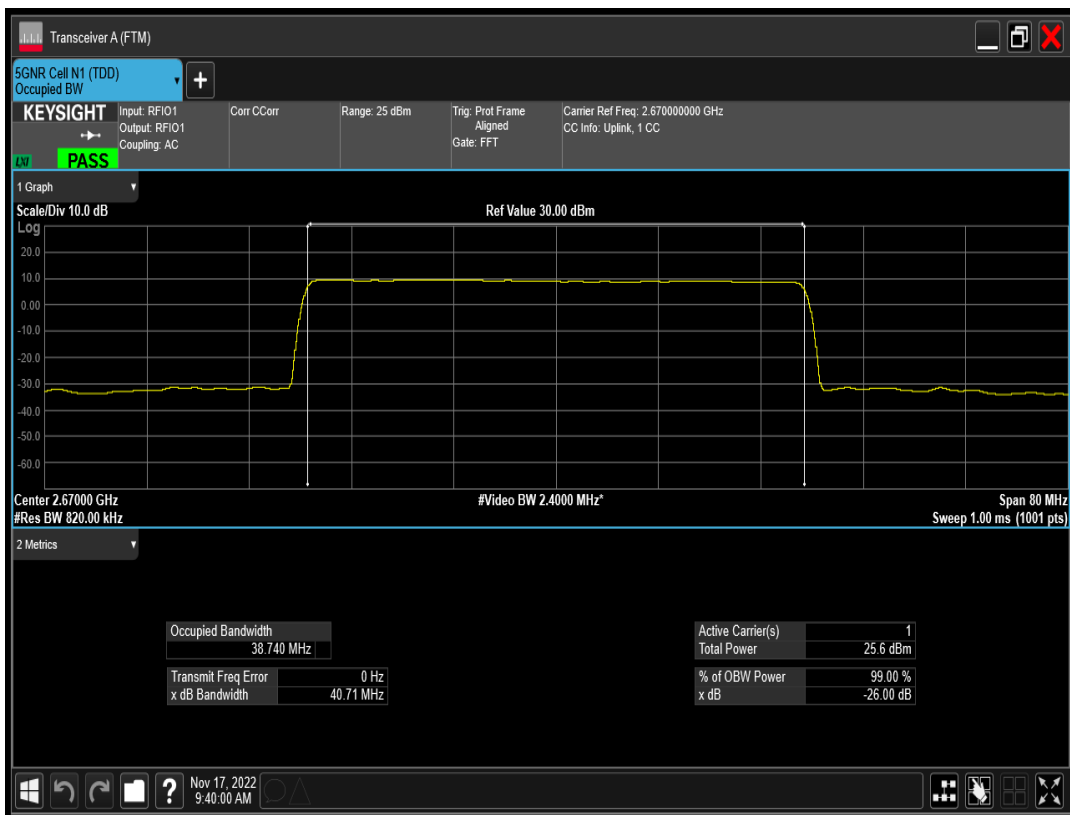 Transceiver A (FTM)
5GNR Cell N1 (TDD)
Occupied BW
+
KEYSIGHT
LXI
PASS
Input: RFIO1
Output: RFIO1
Coupling: AC
Corr CCorr
Range: 25 dBm
Trig: Prot Frame
Aligned
Gate: FFT
Carrier Ref Freq: 2.670000000 GHz
CC Info: Uplink, 1 CC
1 Graph
Scale/Div 10.0 dB
Ref Value 30.00 dBm
Log
20.0
10.0
0.00
-10.0
-20.0
-30.0
-40.0
-50.0
-60.0
Center 2.67000 GHz
#Video BW 2.4000 MHz*
Span 80 MHz
#Res BW 820.00 kHz
Sweep 1.00 ms (1001 pts)
2 Metrics
Occupied Bandwidth
38.740 MHz
Transmit Freq Error 0 Hz
x dB Bandwidth 40.71 MHz
Active Carrier(s) 1
Total Power 25.6 dBm
% of OBW Power 99.00 %
x dB -26.00 dB
?
Nov 17, 2022
9:40:00 AM